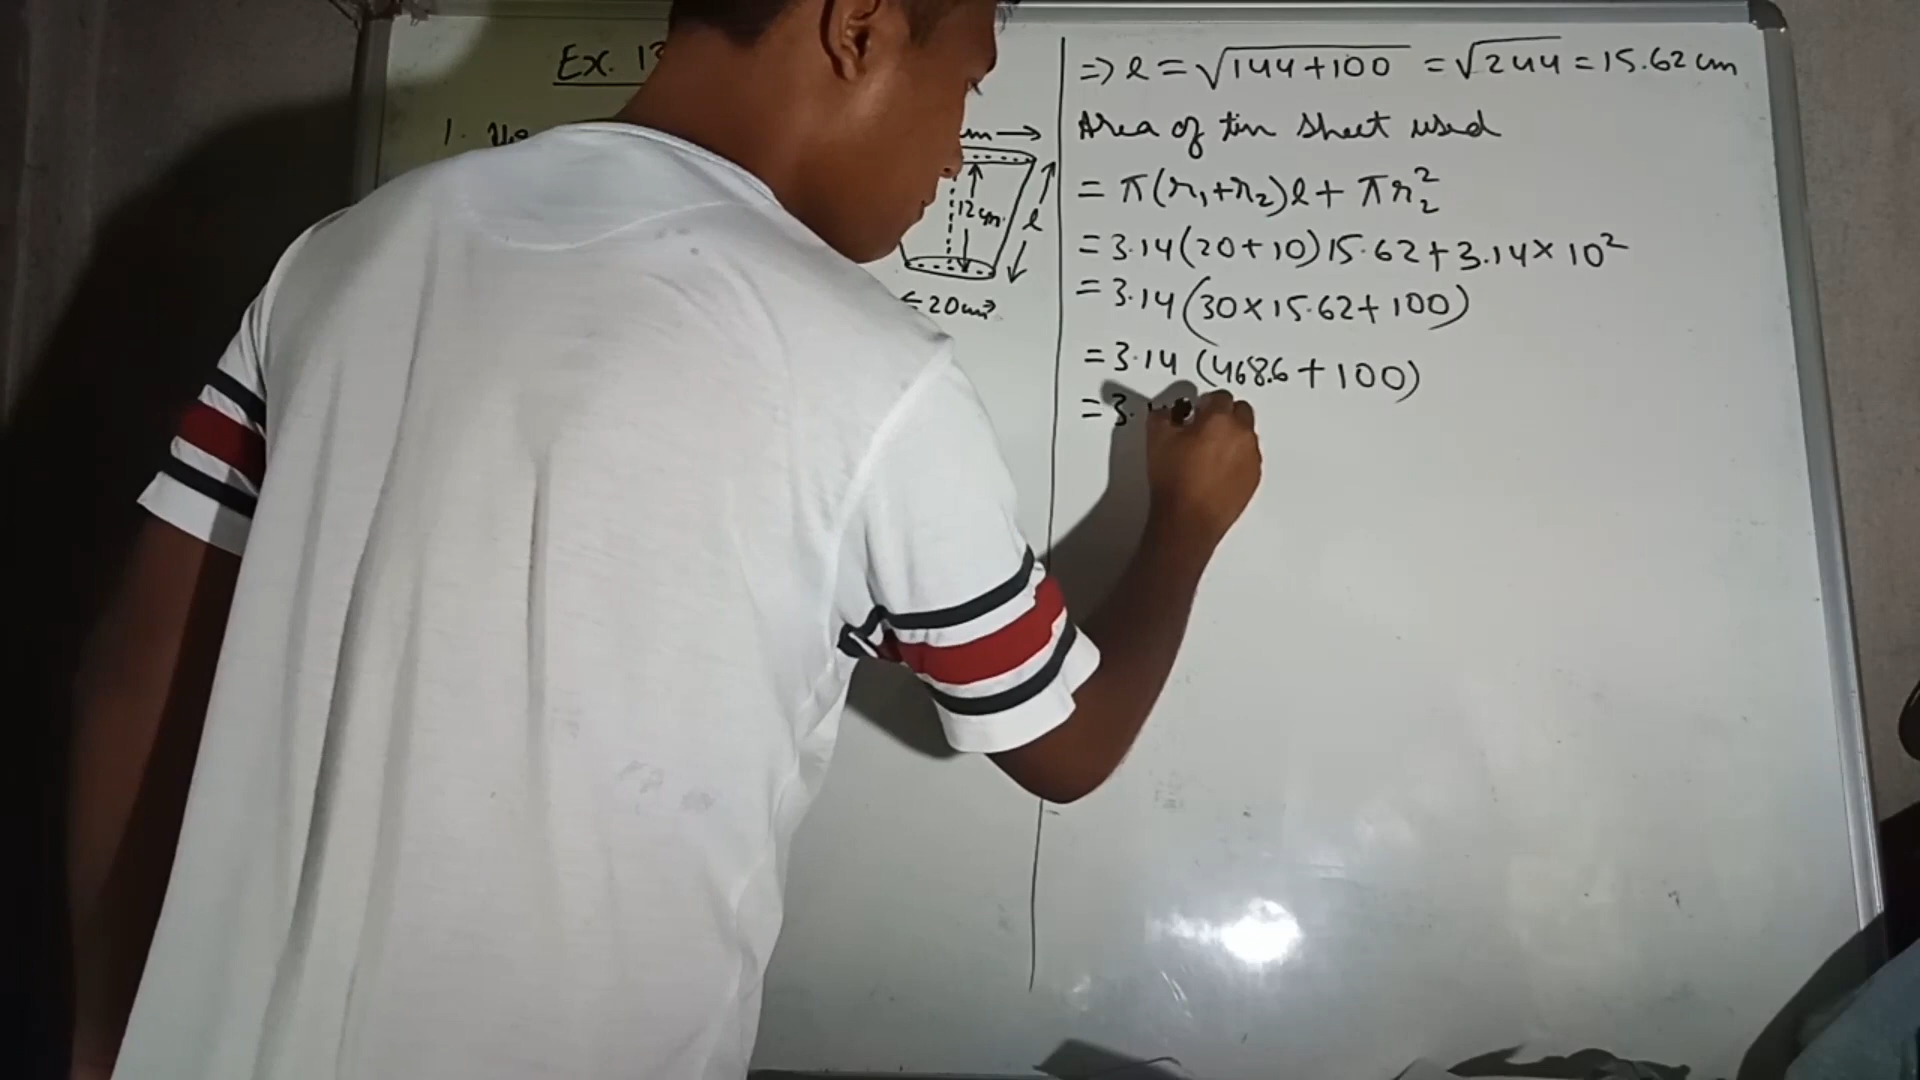 Ex. 13
1.
m →
12 cm
l
← 20 cm →
⇒ l = √144+100 = √244 = 15.62 cm
Area of tin sheet used
= π(r₁+r₂)l + πr₂²
= 3.14(20+10)15.62+3.14×10²
= 3.14(30×15.62+100)
= 3.14 (468.6+100)
= 3.